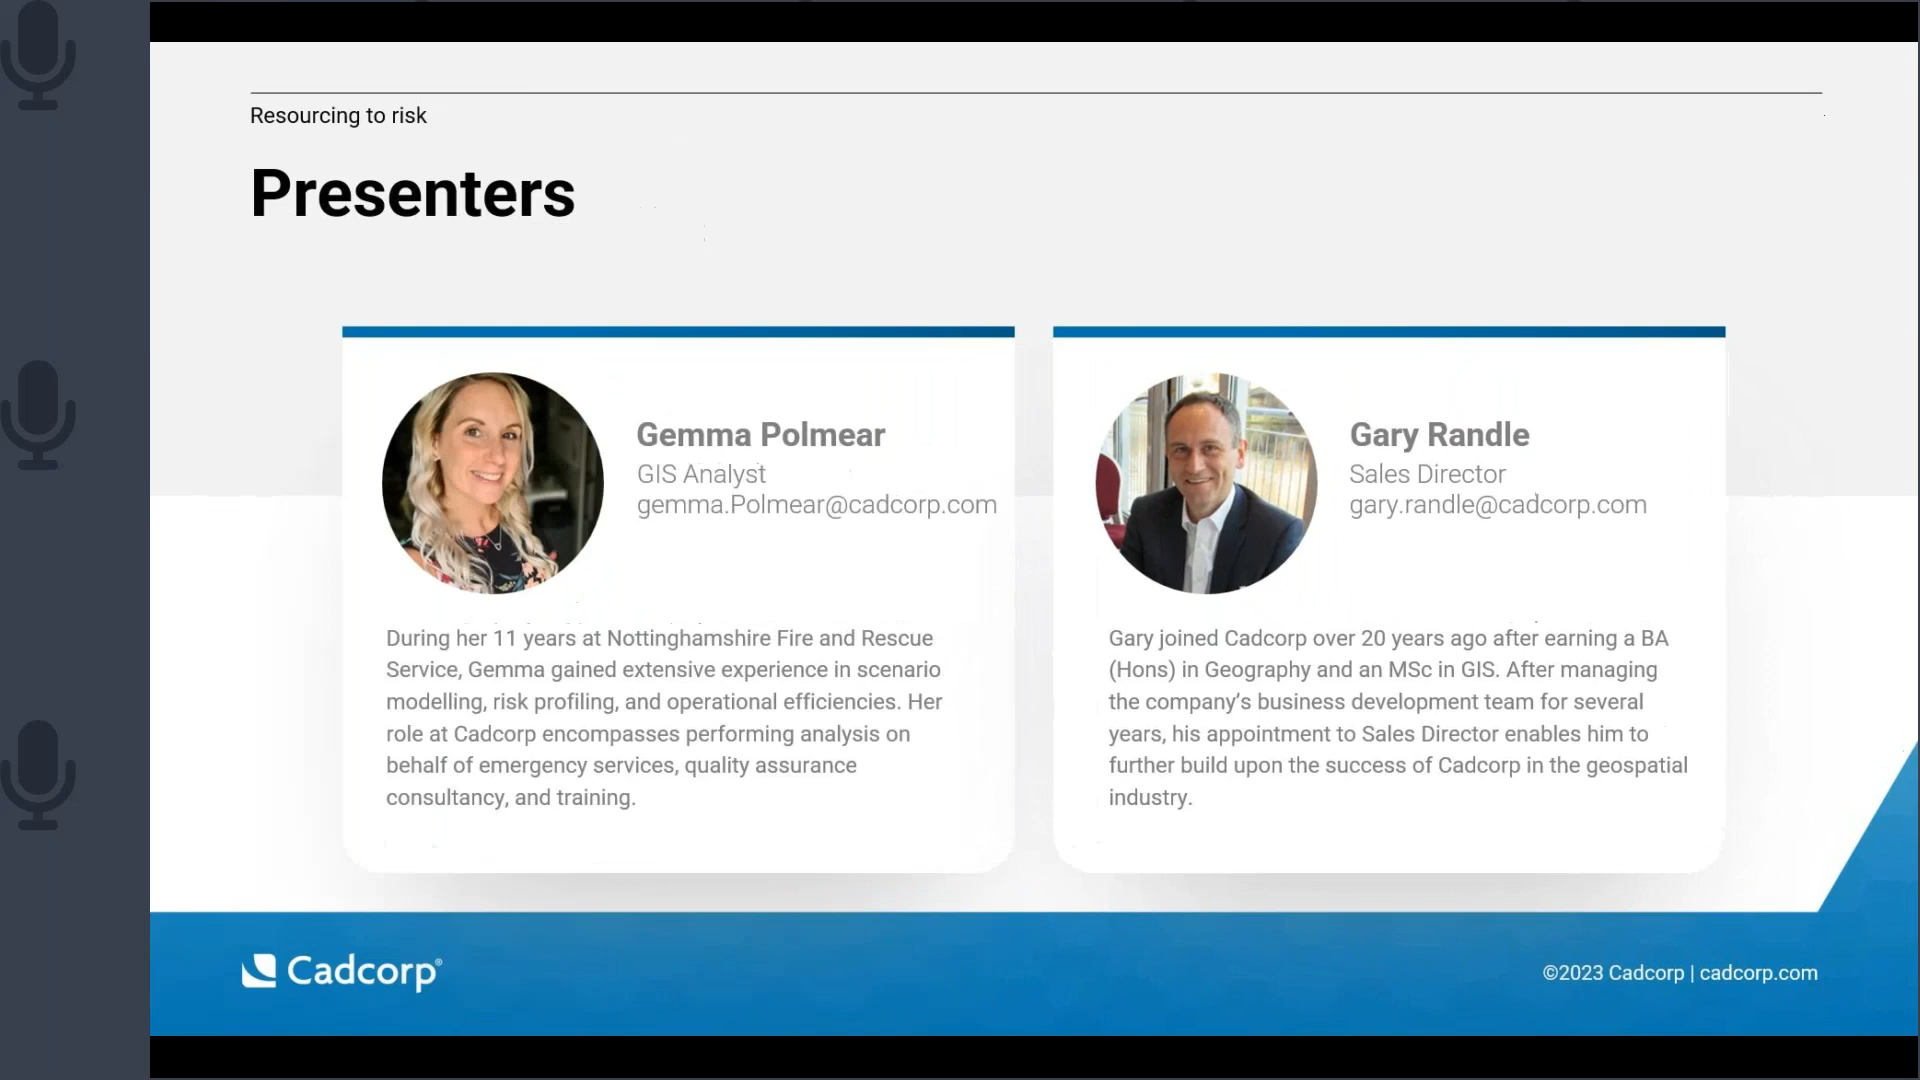 Resourcing to risk
Presenters
Gemma Polmear
GIS Analyst
gemma.Polmear@cadcorp.com
During her 11 years at Nottinghamshire Fire and Rescue
Service, Gemma gained extensive experience in scenario
modelling, risk profiling, and operational efficiencies. Her
role at Cadcorp encompasses performing analysis on
behalf of emergency services, quality assurance
consultancy, and training.
Gary Randle
Sales Director
gary.randle@cadcorp.com
Gary joined Cadcorp over 20 years ago after earning a BA
(Hons) in Geography and an MSc in GIS. After managing
the company’s business development team for several
years, his appointment to Sales Director enables him to
further build upon the success of Cadcorp in the geospatial
industry.
Cadcorp®
©2023 Cadcorp | cadcorp.com